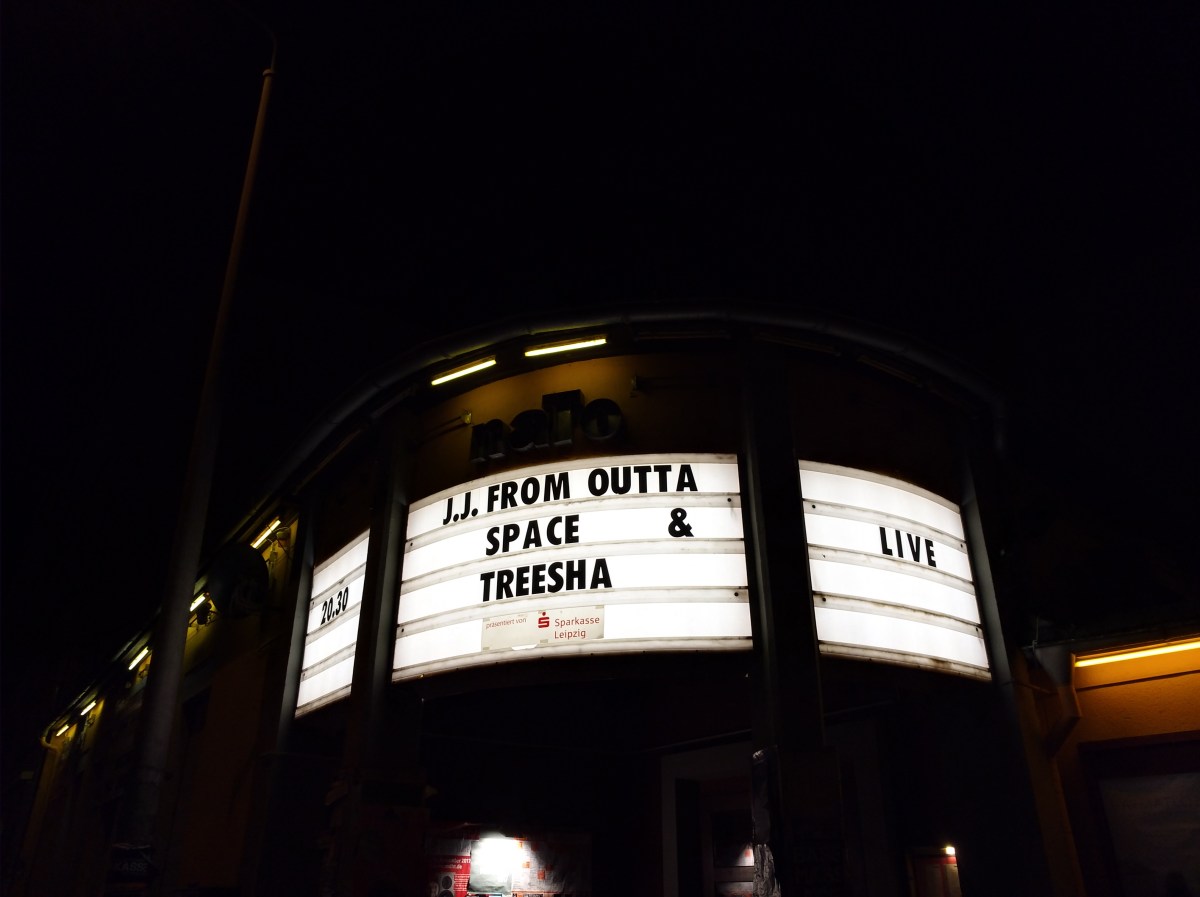 naTo
J.J. FROM OUTTA
SPACE &
TREESHA
20.30
LIVE
präsentiert von Sparkasse
Leipzig